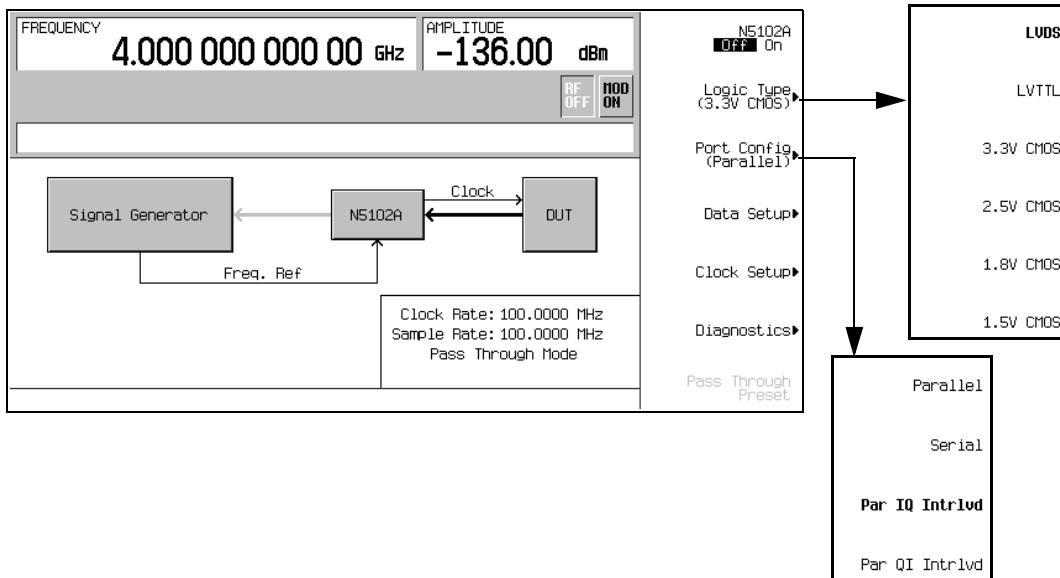 FREQUENCY
4.000 000 000 00 GHz
AMPLITUDE
-136.00 dBm
RF OFF
MOD ON
Signal Generator
N5102A
Clock
DUT
Freq. Ref
Clock Rate: 100.0000 MHz
Sample Rate: 100.0000 MHz
Pass Through Mode
N5102A
Off On
Logic Type
(3.3V CMOS)
Port Config
(Parallel)
Data Setup
Clock Setup
Diagnostics
Pass Through
Preset
LVDS
LVTTL
3.3V CMOS
2.5V CMOS
1.8V CMOS
1.5V CMOS
Parallel
Serial
Par IQ Intrlvd
Par QI Intrlvd